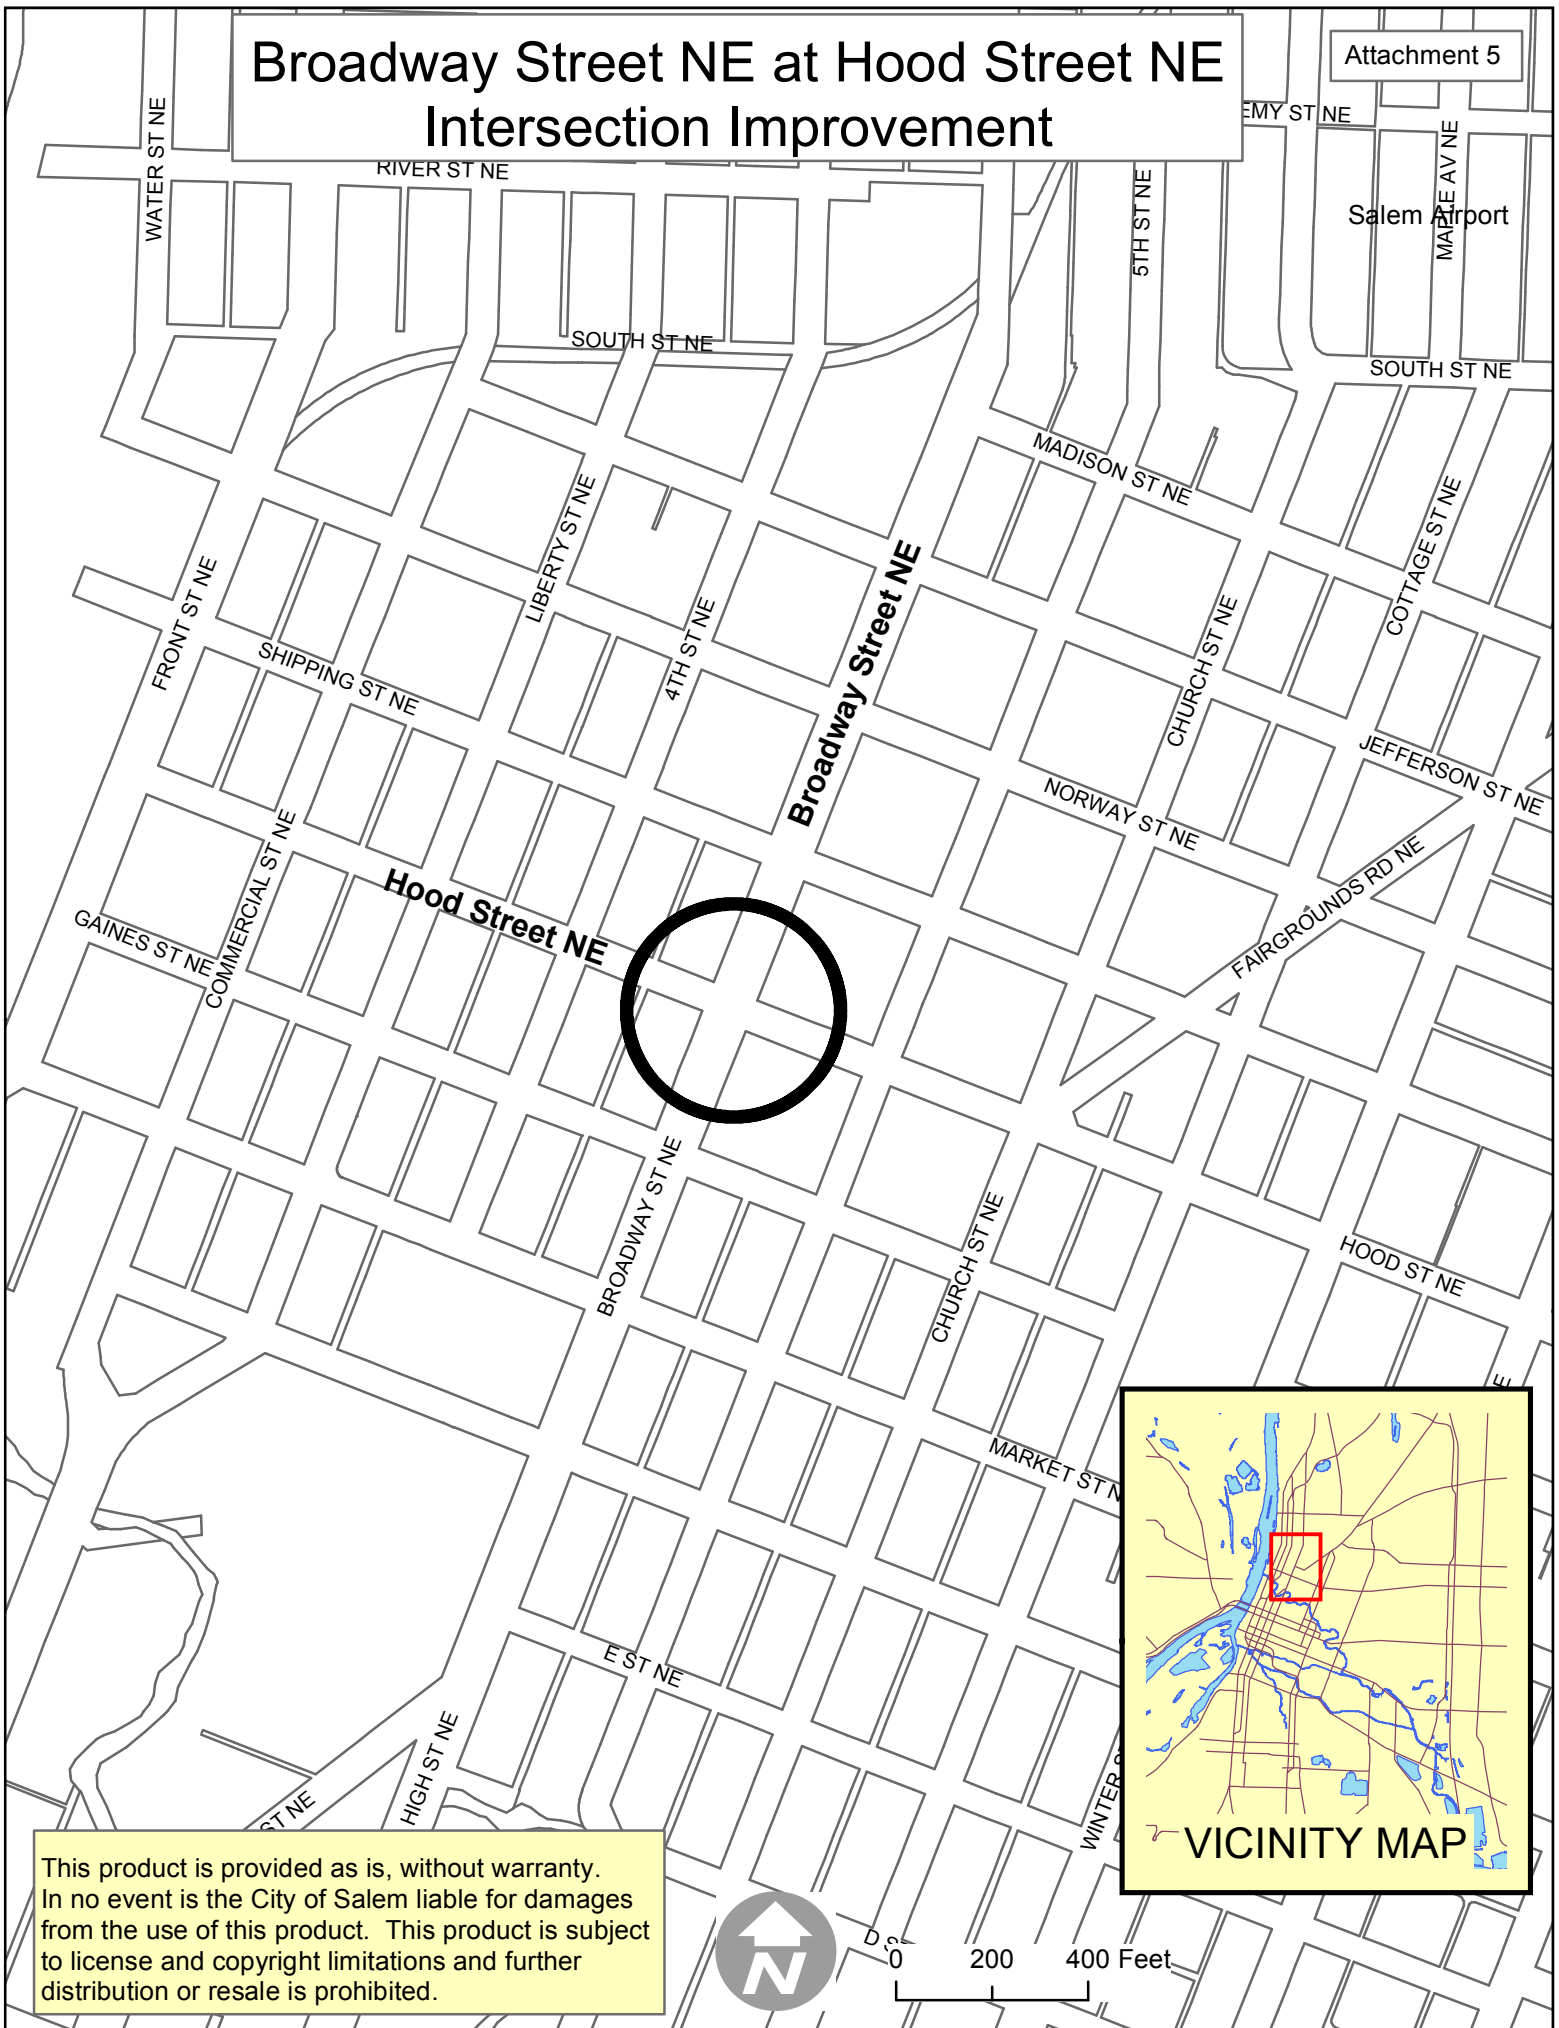 Broadway Street NE at Hood Street NE
Intersection Improvement
Attachment 5
EMY ST NE
WATER ST NE
RIVER ST NE
5TH ST NE
MAPLE AV NE
Salem Airport
SOUTH ST NE
SOUTH ST NE
MADISON ST NE
LIBERTY ST NE
COTTAGE ST NE
FRONT ST NE
4TH ST NE
Broadway Street NE
CHURCH ST NE
SHIPPING ST NE
JEFFERSON ST NE
NORWAY ST NE
COMMERCIAL ST NE
FAIRGROUNDS RD NE
Hood Street NE
GAINES ST NE
BROADWAY ST NE
CHURCH ST NE
HOOD ST NE
E
MARKET ST N
E ST NE
HIGH ST NE
ST NE
WINTER S
VICINITY MAP
This product is provided as is, without warranty.
In no event is the City of Salem liable for damages
from the use of this product. This product is subject
to license and copyright limitations and further
distribution or resale is prohibited.
N
D S
0 200 400 Feet